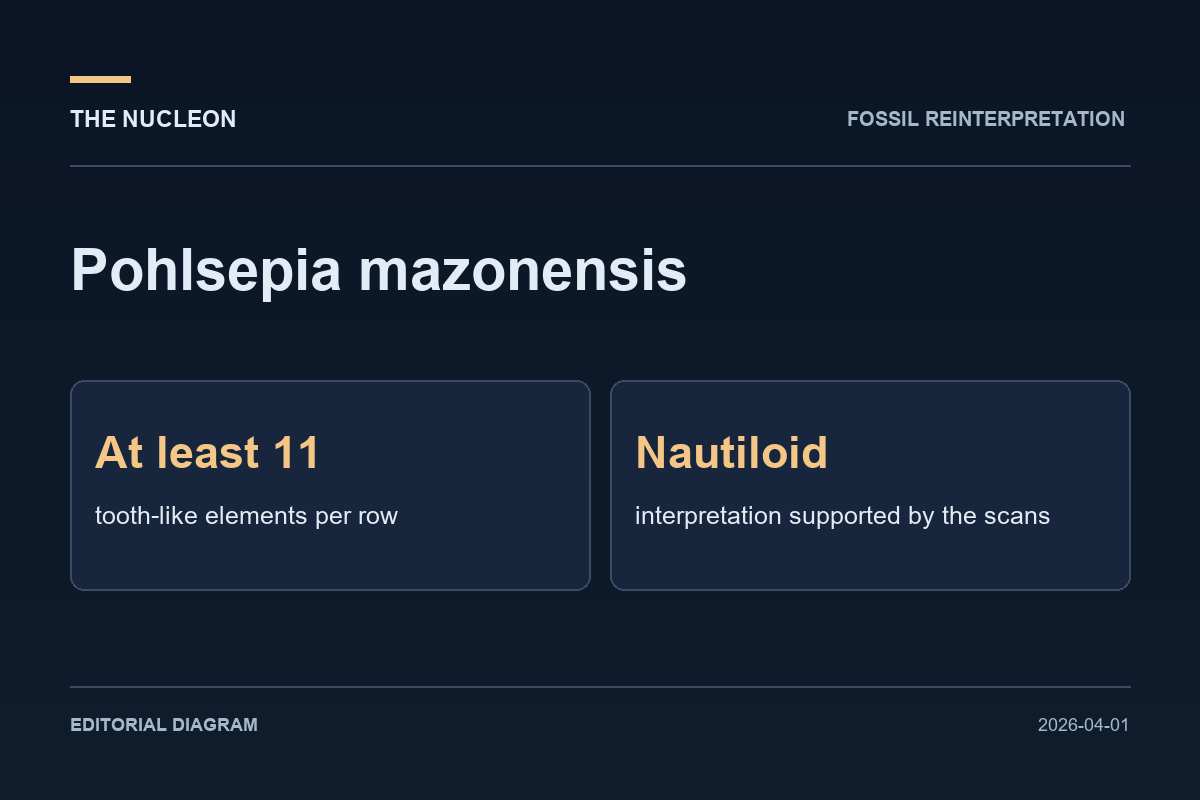 THE NUCLEON
FOSSIL REINTERPRETATION
Pohlsepia mazonensis
At least 11
tooth-like elements per row
Nautiloid
interpretation supported by the scans
EDITORIAL DIAGRAM
2026-04-01